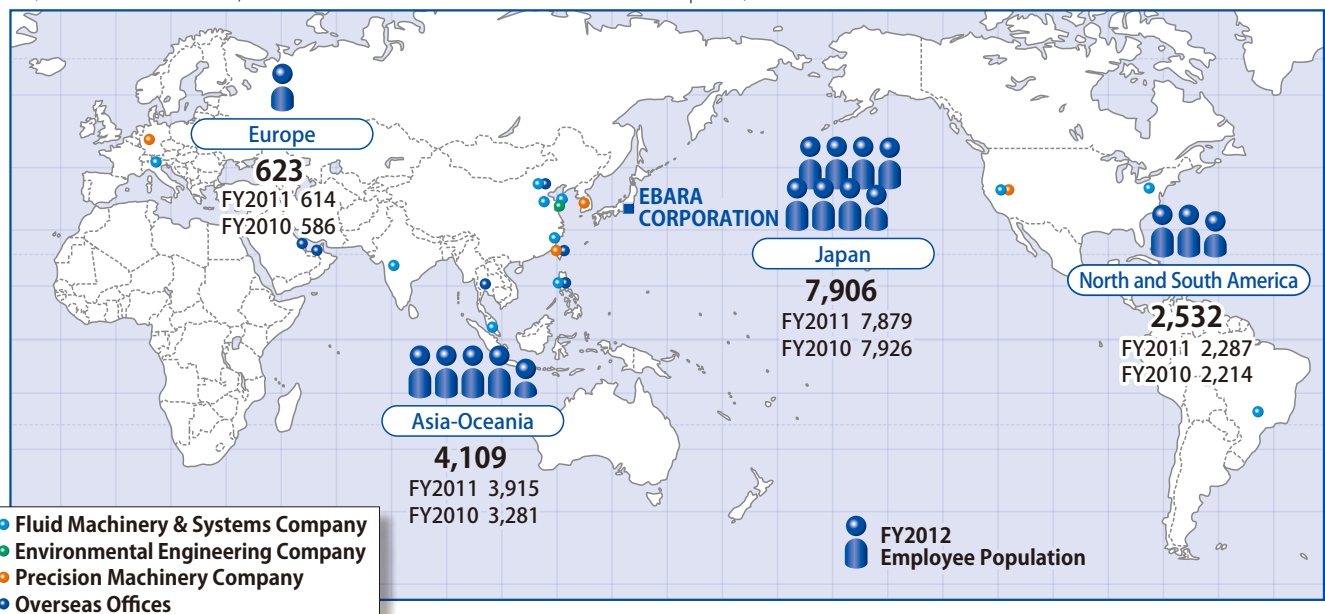 Europe
623
FY2011 614
FY2010 586
EBARA
CORPORATION
Japan
7,906
FY2011 7,879
FY2010 7,926
North and South America
2,532
FY2011 2,287
FY2010 2,214
Asia-Oceania
4,109
FY2011 3,915
FY2010 3,281
FY2012
Employee Population
Fluid Machinery & Systems Company
Environmental Engineering Company
Precision Machinery Company
Overseas Offices